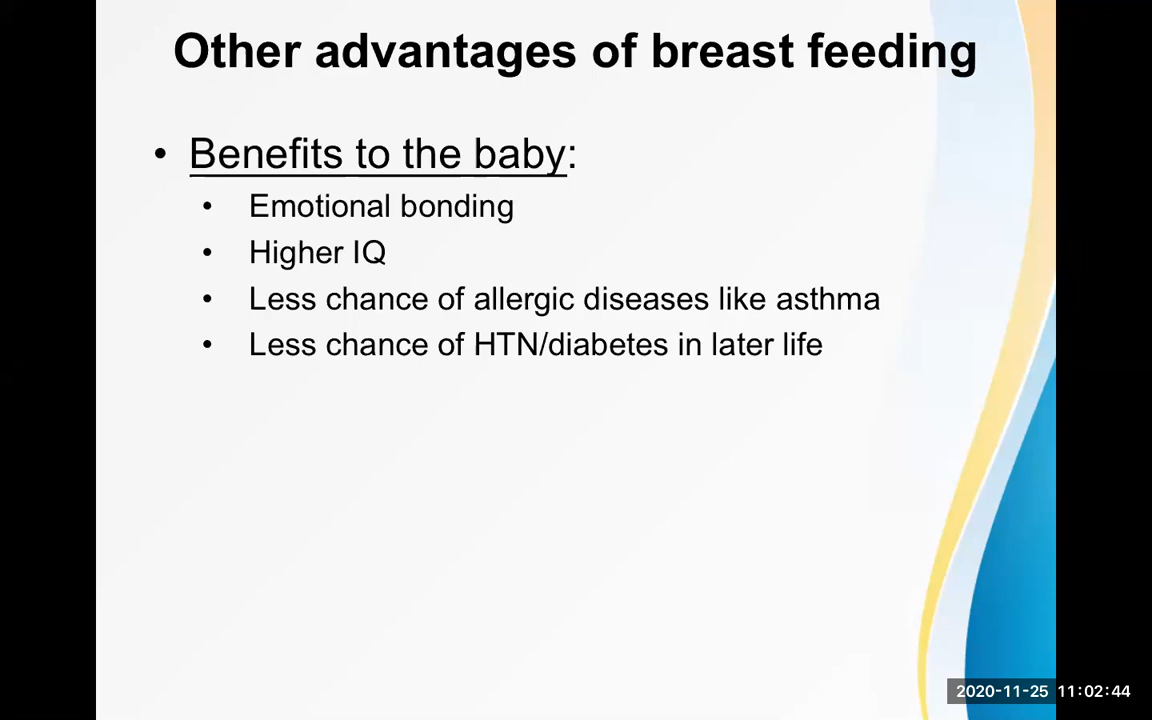 Other advantages of breast feeding
• Benefits to the baby:
• Emotional bonding
• Higher IQ
• Less chance of allergic diseases like asthma
• Less chance of HTN/diabetes in later life
2020-11-25 11:02:44